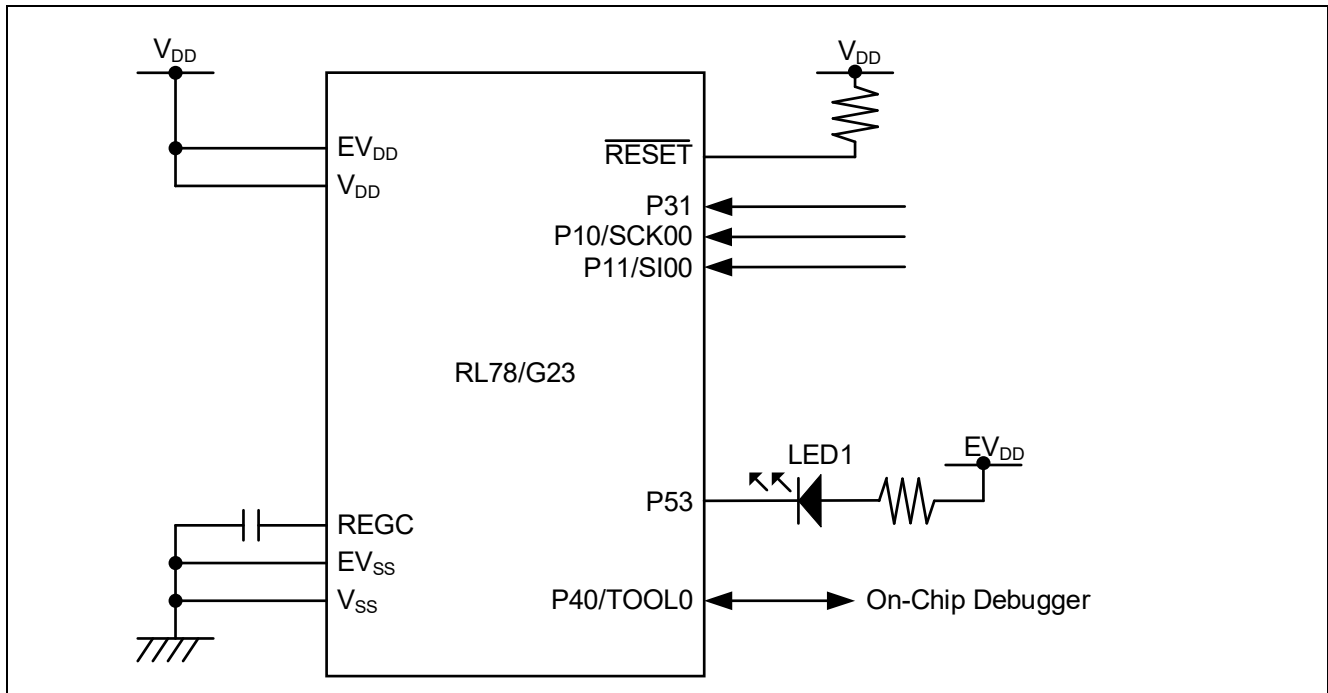 VDD
VDD
EVDD
RESET
VDD
P31
P10/SCK00
P11/SI00
RL78/G23
LED1
EVDD
P53
REGC
EVSS
VSS
P40/TOOL0
On-Chip Debugger